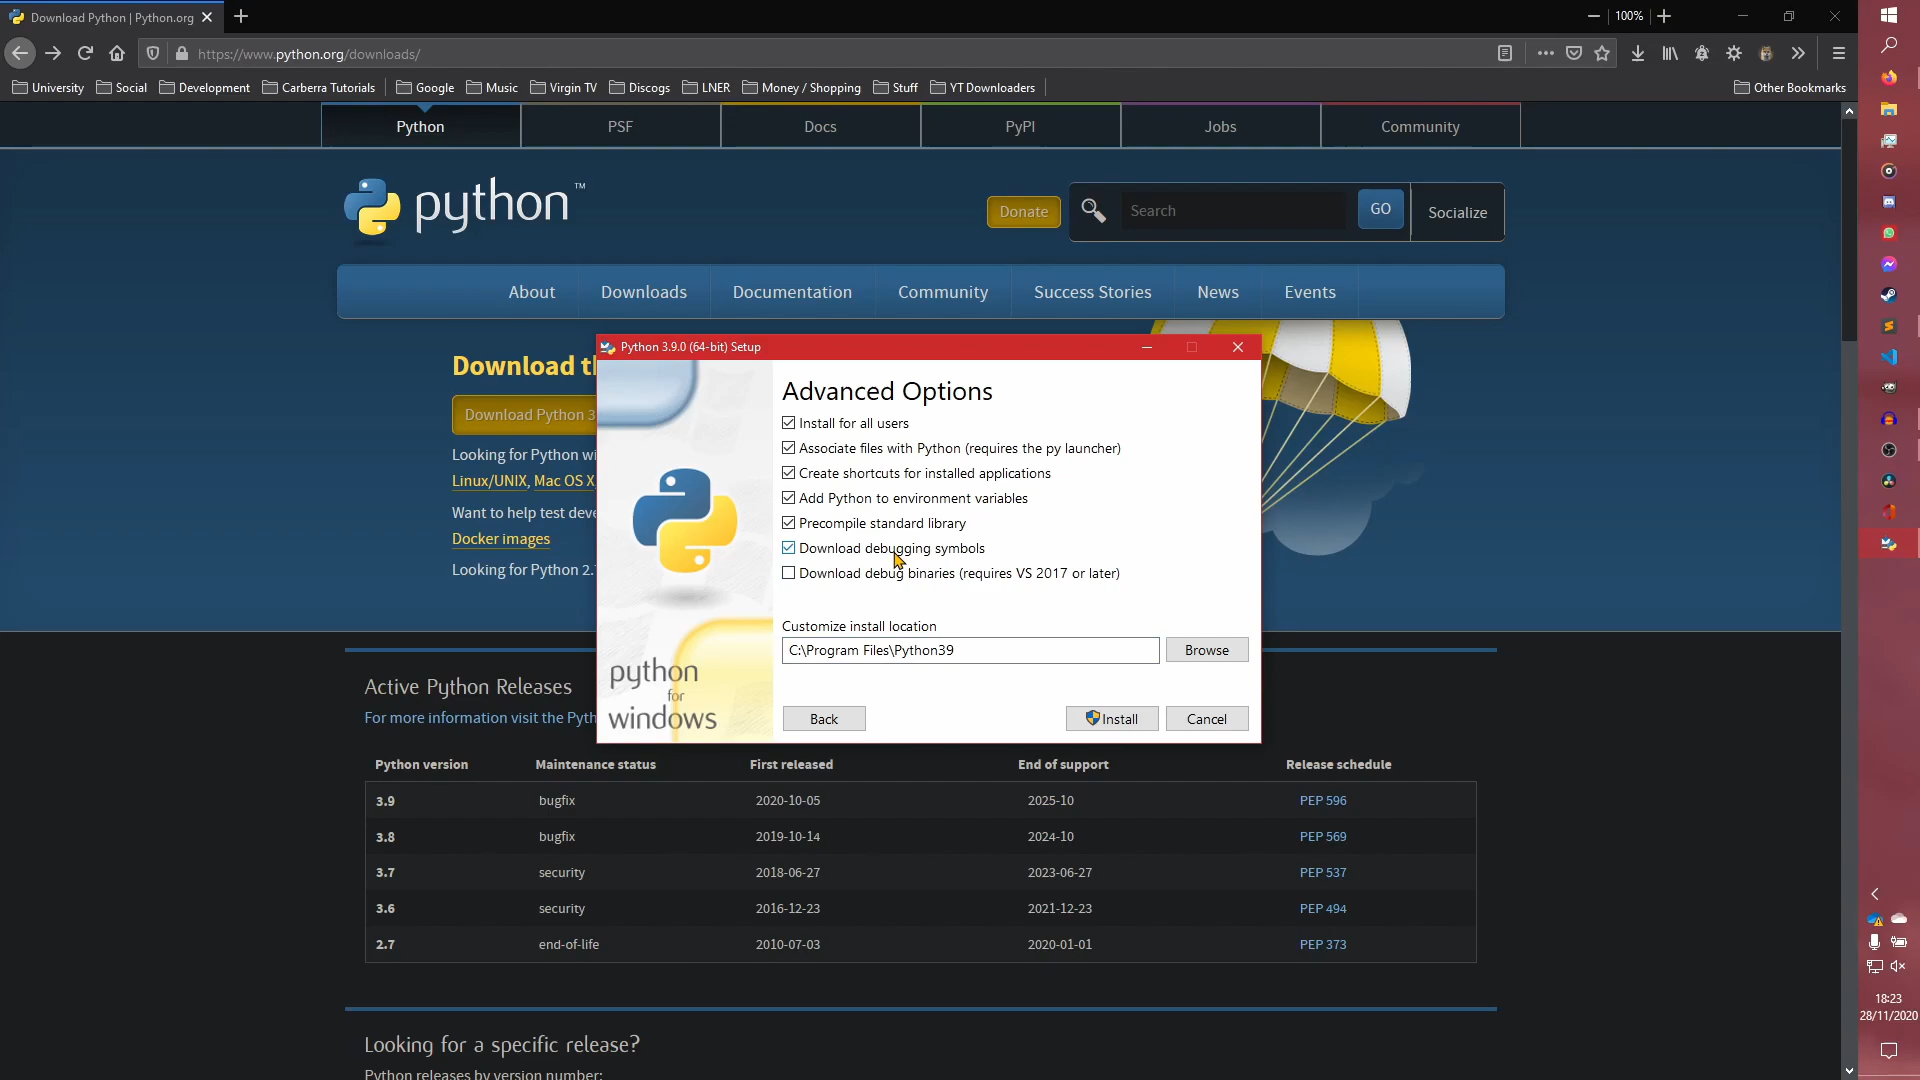 Download Python | Python.org
100%
https://www.python.org/downloads/
University
Social
Development
Carberra Tutorials
Google
Music
Virgin TV
Discogs
LNER
Money / Shopping
Stuff
YT Downloaders
Other Bookmarks
Python
PSF
Docs
PyPI
Jobs
Community
python™
Donate
Search
GO
Socialize
About
Downloads
Documentation
Community
Success Stories
News
Events
Download t
Download Python 3
Looking for Python wi
Linux/UNIX, Mac OS X
Want to help test deve
Docker images
Looking for Python 2.
Python 3.9.0 (64-bit) Setup
Advanced Options
Install for all users
Associate files with Python (requires the py launcher)
Create shortcuts for installed applications
Add Python to environment variables
Precompile standard library
Download debugging symbols
Download debug binaries (requires VS 2017 or later)
Customize install location
C:\Program Files\Python39
Browse
python
for
windows
Back
Install
Cancel
Active Python Releases
For more information visit the Pyth
Python version Maintenance status First released End of support Release schedule
3.9 bugfix 2020-10-05 2025-10 PEP 596
3.8 bugfix 2019-10-14 2024-10 PEP 569
3.7 security 2018-06-27 2023-06-27 PEP 537
3.6 security 2016-12-23 2021-12-23 PEP 494
2.7 end-of-life 2010-07-03 2020-01-01 PEP 373
Looking for a specific release?
Python releases by version number:
18:23
28/11/2020